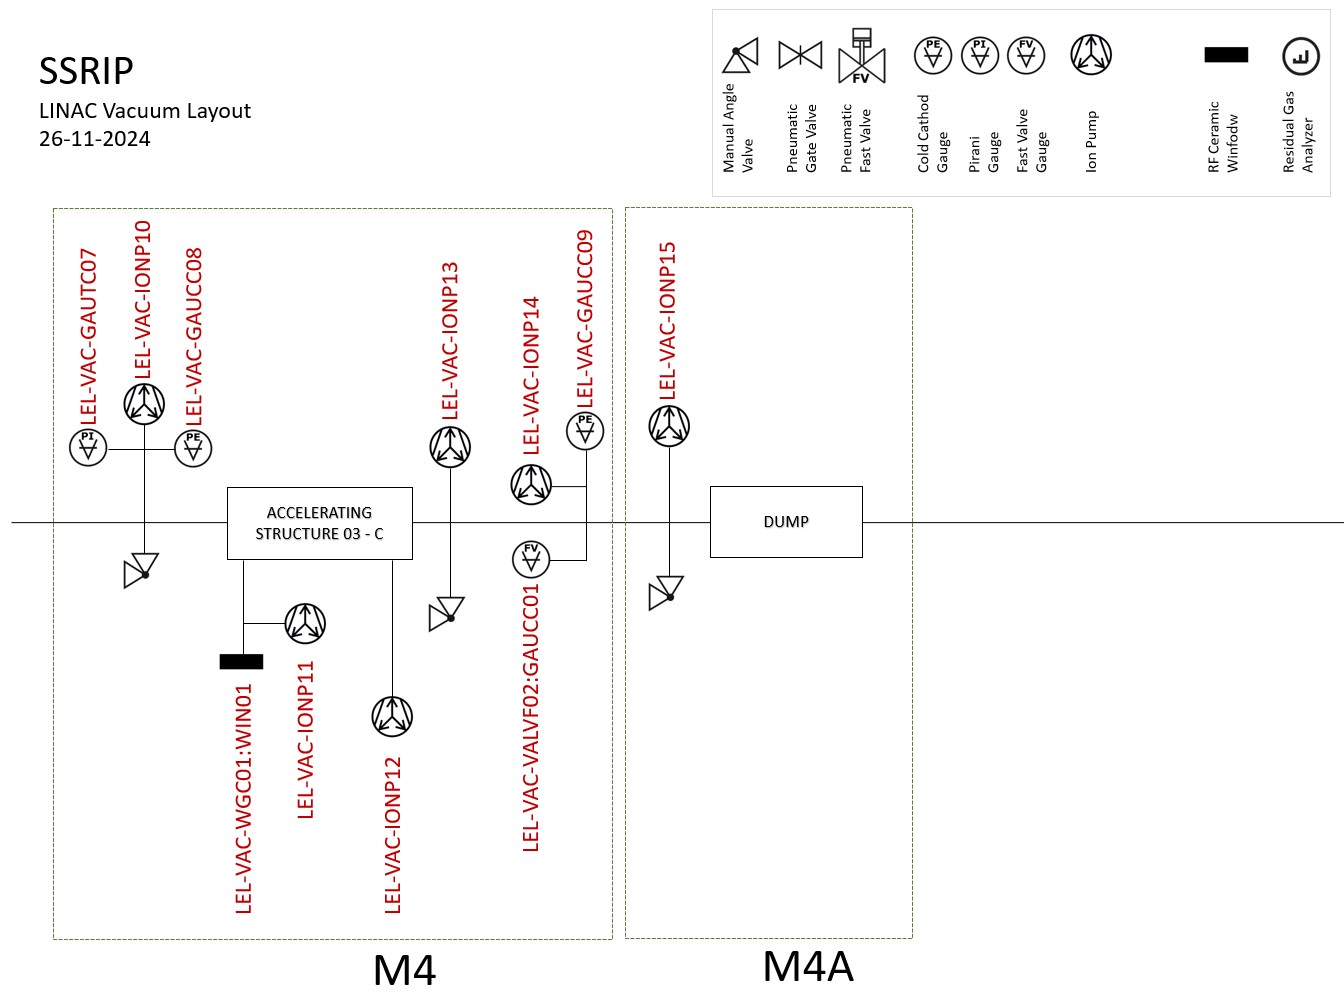 SSRIP
LINAC Vacuum Layout
26-11-2024
PE
PI
FV
FV
Manual Angle
Valve
Pneumatic
Gate Valve
Pneumatic
Fast Valve
Cold Cathod
Gauge
Pirani
Gauge
Fast Valve
Gauge
Ion Pump
RF Ceramic
Winfodw
Residual Gas
Analyzer
LEL-VAC-GAUTC07
LEL-VAC-IONP10
LEL-VAC-GAUCC08
PI
PE
LEL-VAC-IONP13
LEL-VAC-IONP14
LEL-VAC-GAUCC09
PE
LEL-VAC-IONP15
ACCELERATING
STRUCTURE 03 - C
DUMP
FV
LEL-VAC-WGC01:WIN01
LEL-VAC-IONP11
LEL-VAC-IONP12
LEL-VAC-VALVF02:GAUCC01
M4
M4A